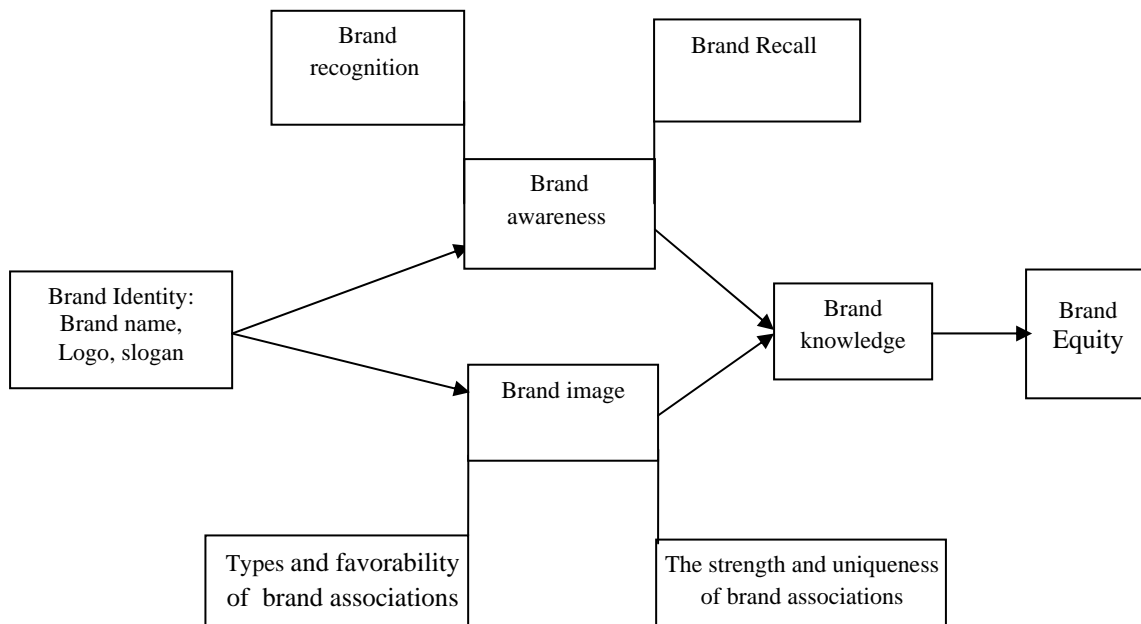 Brand
recognition
Brand Recall
Brand
awareness
Brand Identity:
Brand name,
Logo, slogan
Brand
knowledge
Brand
Equity
Brand image
Types and favorability
of brand associations
The strength and uniqueness
of brand associations